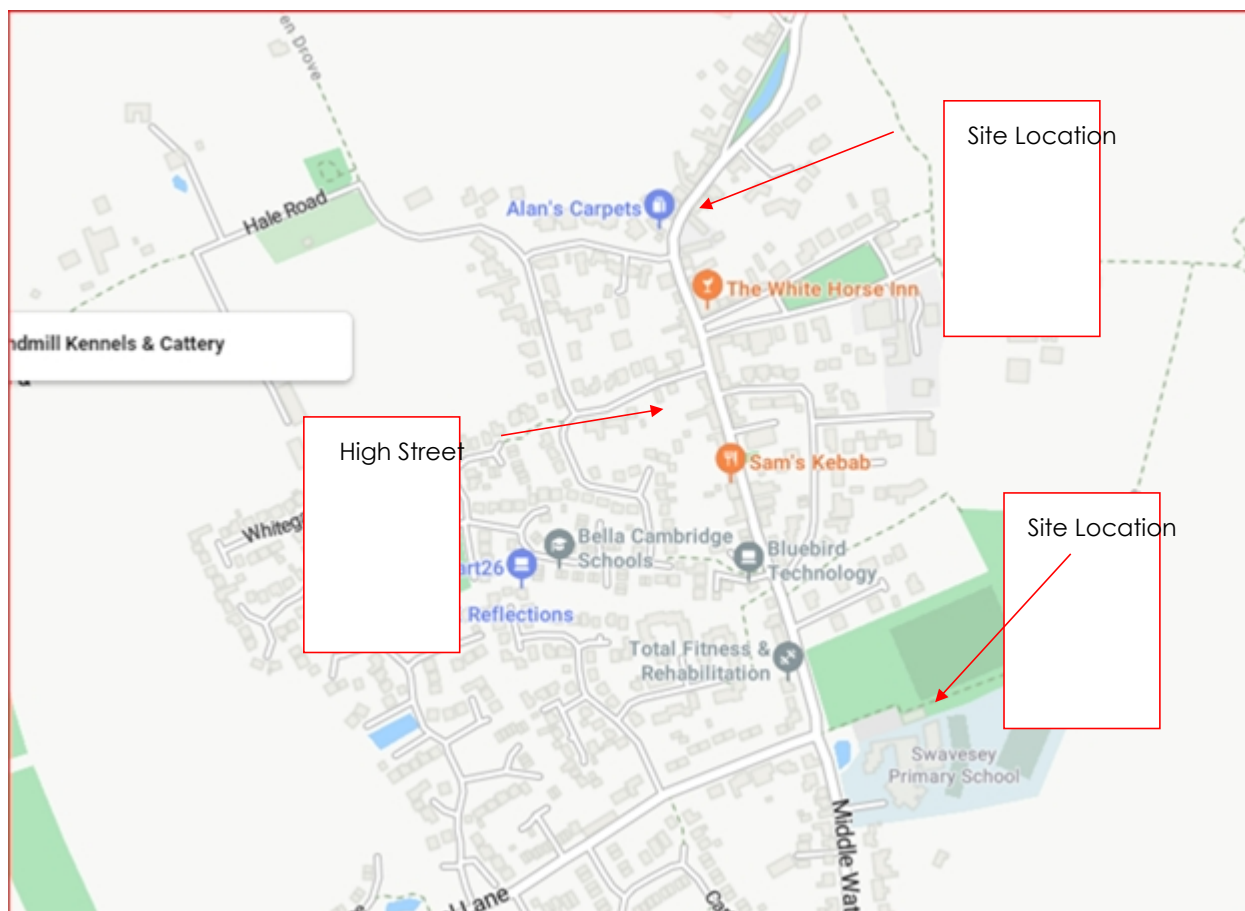 en Drove
Site Location
Hale Road
Alan's Carpets
The White Horse Inn
ndmill Kennels & Cattery
High Street
Sam's Kebab
Site Location
Whitega
Bella Cambridge
Schools
Bluebird
Technology
art26
Reflections
Total Fitness &
Rehabilitation
Swavesey
Primary School
Middle Wat
Lane